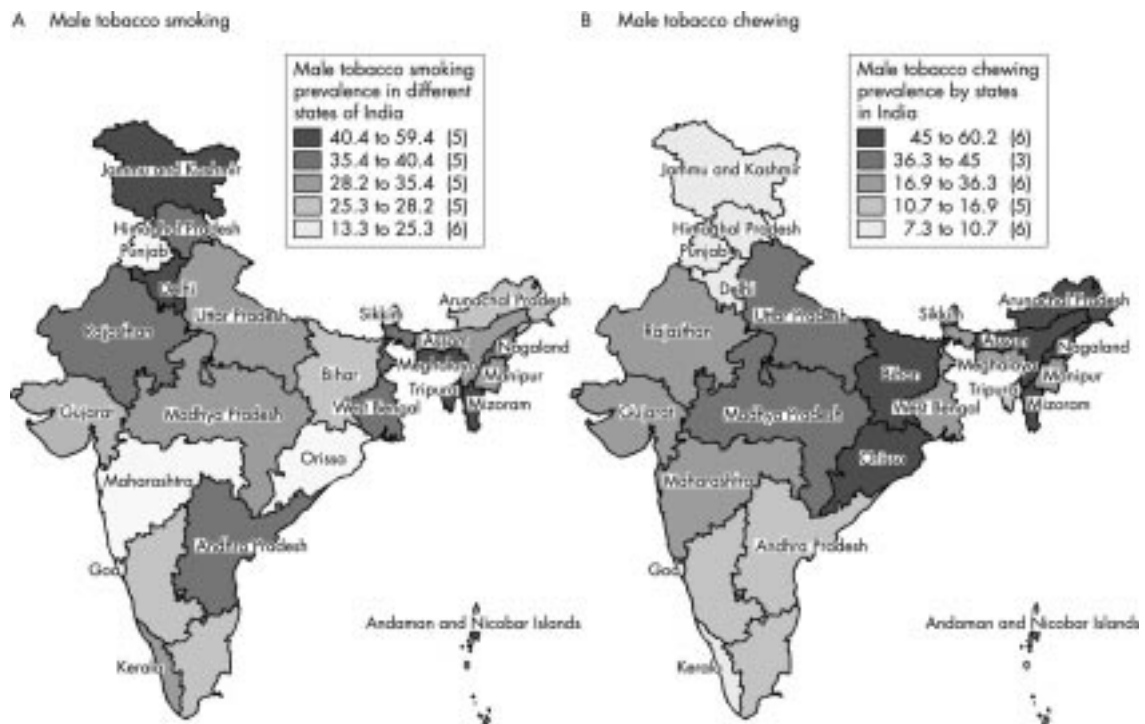 A Male tobacco smoking
Male tobacco smoking
prevalence in different
states of India
40.4 to 59.4 (5)
35.4 to 40.4 (5)
28.2 to 35.4 (5)
25.3 to 28.2 (5)
13.3 to 25.3 (6)
Jammu and Kashmir
Himachal Pradesh
Punjab
Delhi
Rajasthan
Uttar Pradesh
Sikkim
Arunachal Pradesh
Assam
Nagaland
Meghalaya
Manipur
Bihar
Tripura
Mizoram
West Bengal
Gujarat
Madhya Pradesh
Orissa
Maharashtra
Andhra Pradesh
Goa
Andaman and Nicobar Islands
Kerala
B Male tobacco chewing
Male tobacco chewing
prevalence by states
in India
45 to 60.2 (6)
36.3 to 45 (3)
16.9 to 36.3 (6)
10.7 to 16.9 (5)
7.3 to 10.7 (6)
Jammu and Kashmir
Himachal Pradesh
Punjab
Delhi
Rajasthan
Uttar Pradesh
Sikkim
Arunachal Pradesh
Assam
Nagaland
Meghalaya
Manipur
Bihar
Tripura
Mizoram
West Bengal
Gujarat
Madhya Pradesh
Orissa
Maharashtra
Andhra Pradesh
Goa
Andaman and Nicobar Islands
Kerala